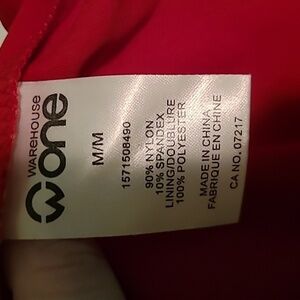 WAREHOUSE
one
M/M
1571508490
90% NYLON
10% SPANDEX
LINING/DOUBLURE
100% POLYESTER
MADE IN CHINA
FABRIQUE EN CHINE
CA NO. 07217